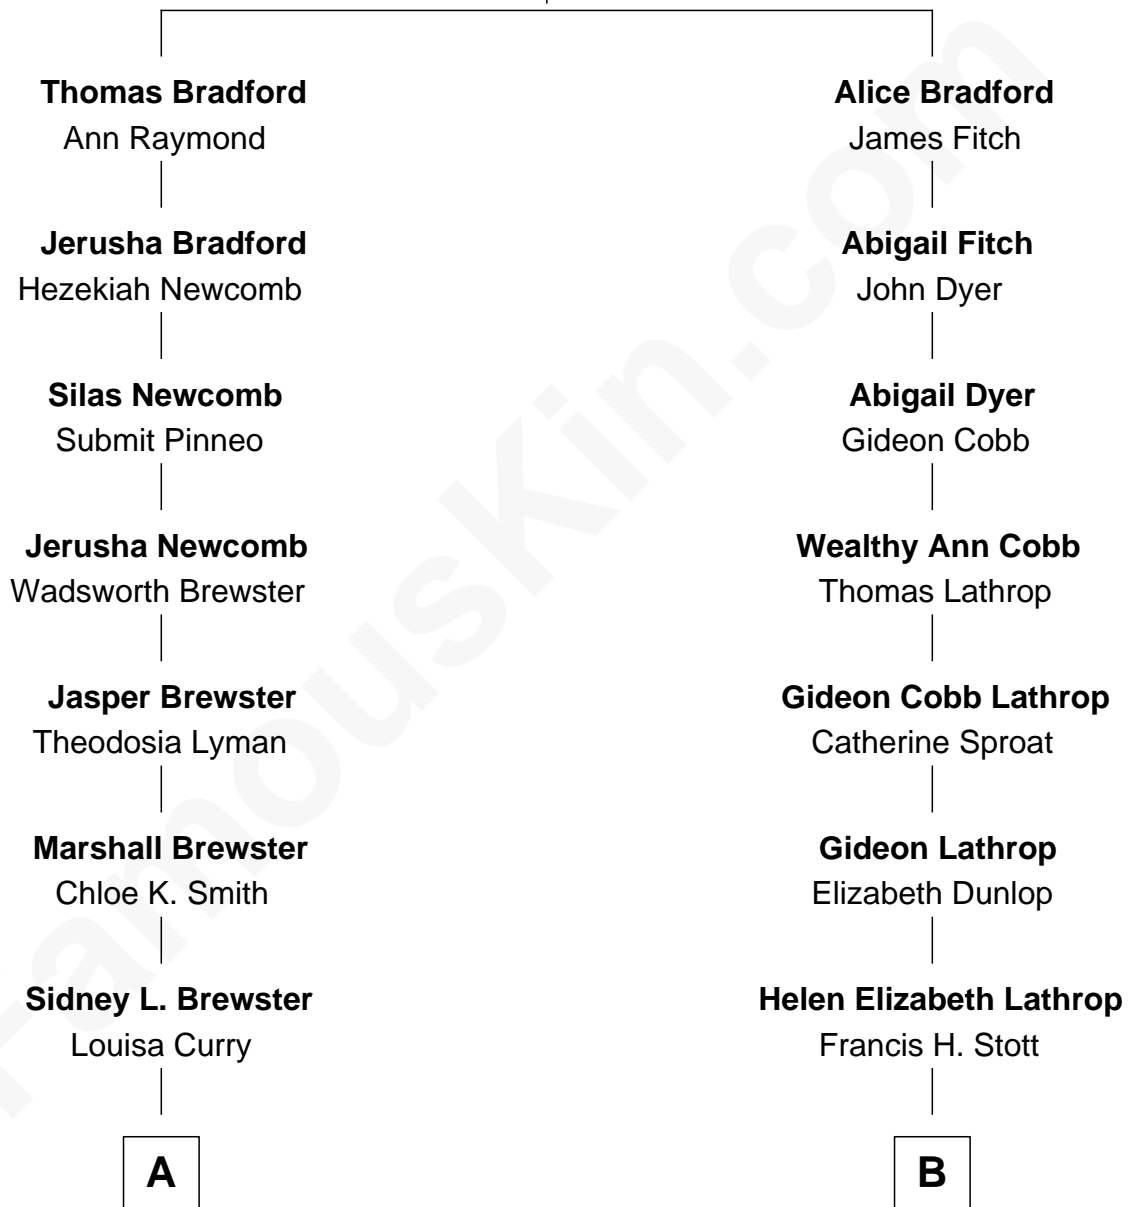 Thomas Bradford
Ann Raymond
Jerusha Bradford
Hezekiah Newcomb
Silas Newcomb
Submit Pinneo
Jerusha Newcomb
Wadsworth Brewster
Jasper Brewster
Theodosia Lyman
Marshall Brewster
Chloe K. Smith
Sidney L. Brewster
Louisa Curry
A
Alice Bradford
James Fitch
Abigail Fitch
John Dyer
Abigail Dyer
Gideon Cobb
Wealthy Ann Cobb
Thomas Lathrop
Gideon Cobb Lathrop
Catherine Sproat
Gideon Lathrop
Elizabeth Dunlop
Helen Elizabeth Lathrop
Francis H. Stott
B
FamousKin.com